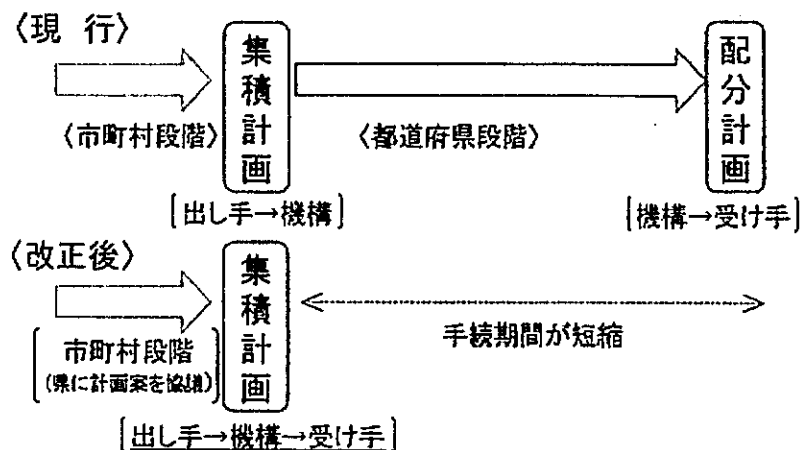 〈現 行〉
集積計画
配分計画
〈市町村段階〉
〈都道府県段階〉
[出し手→機構]
[機構→受け手]
〈改正後〉
集積計画
手続期間が短縮
市町村段階
(県に計画案を協議)
[出し手→機構→受け手]